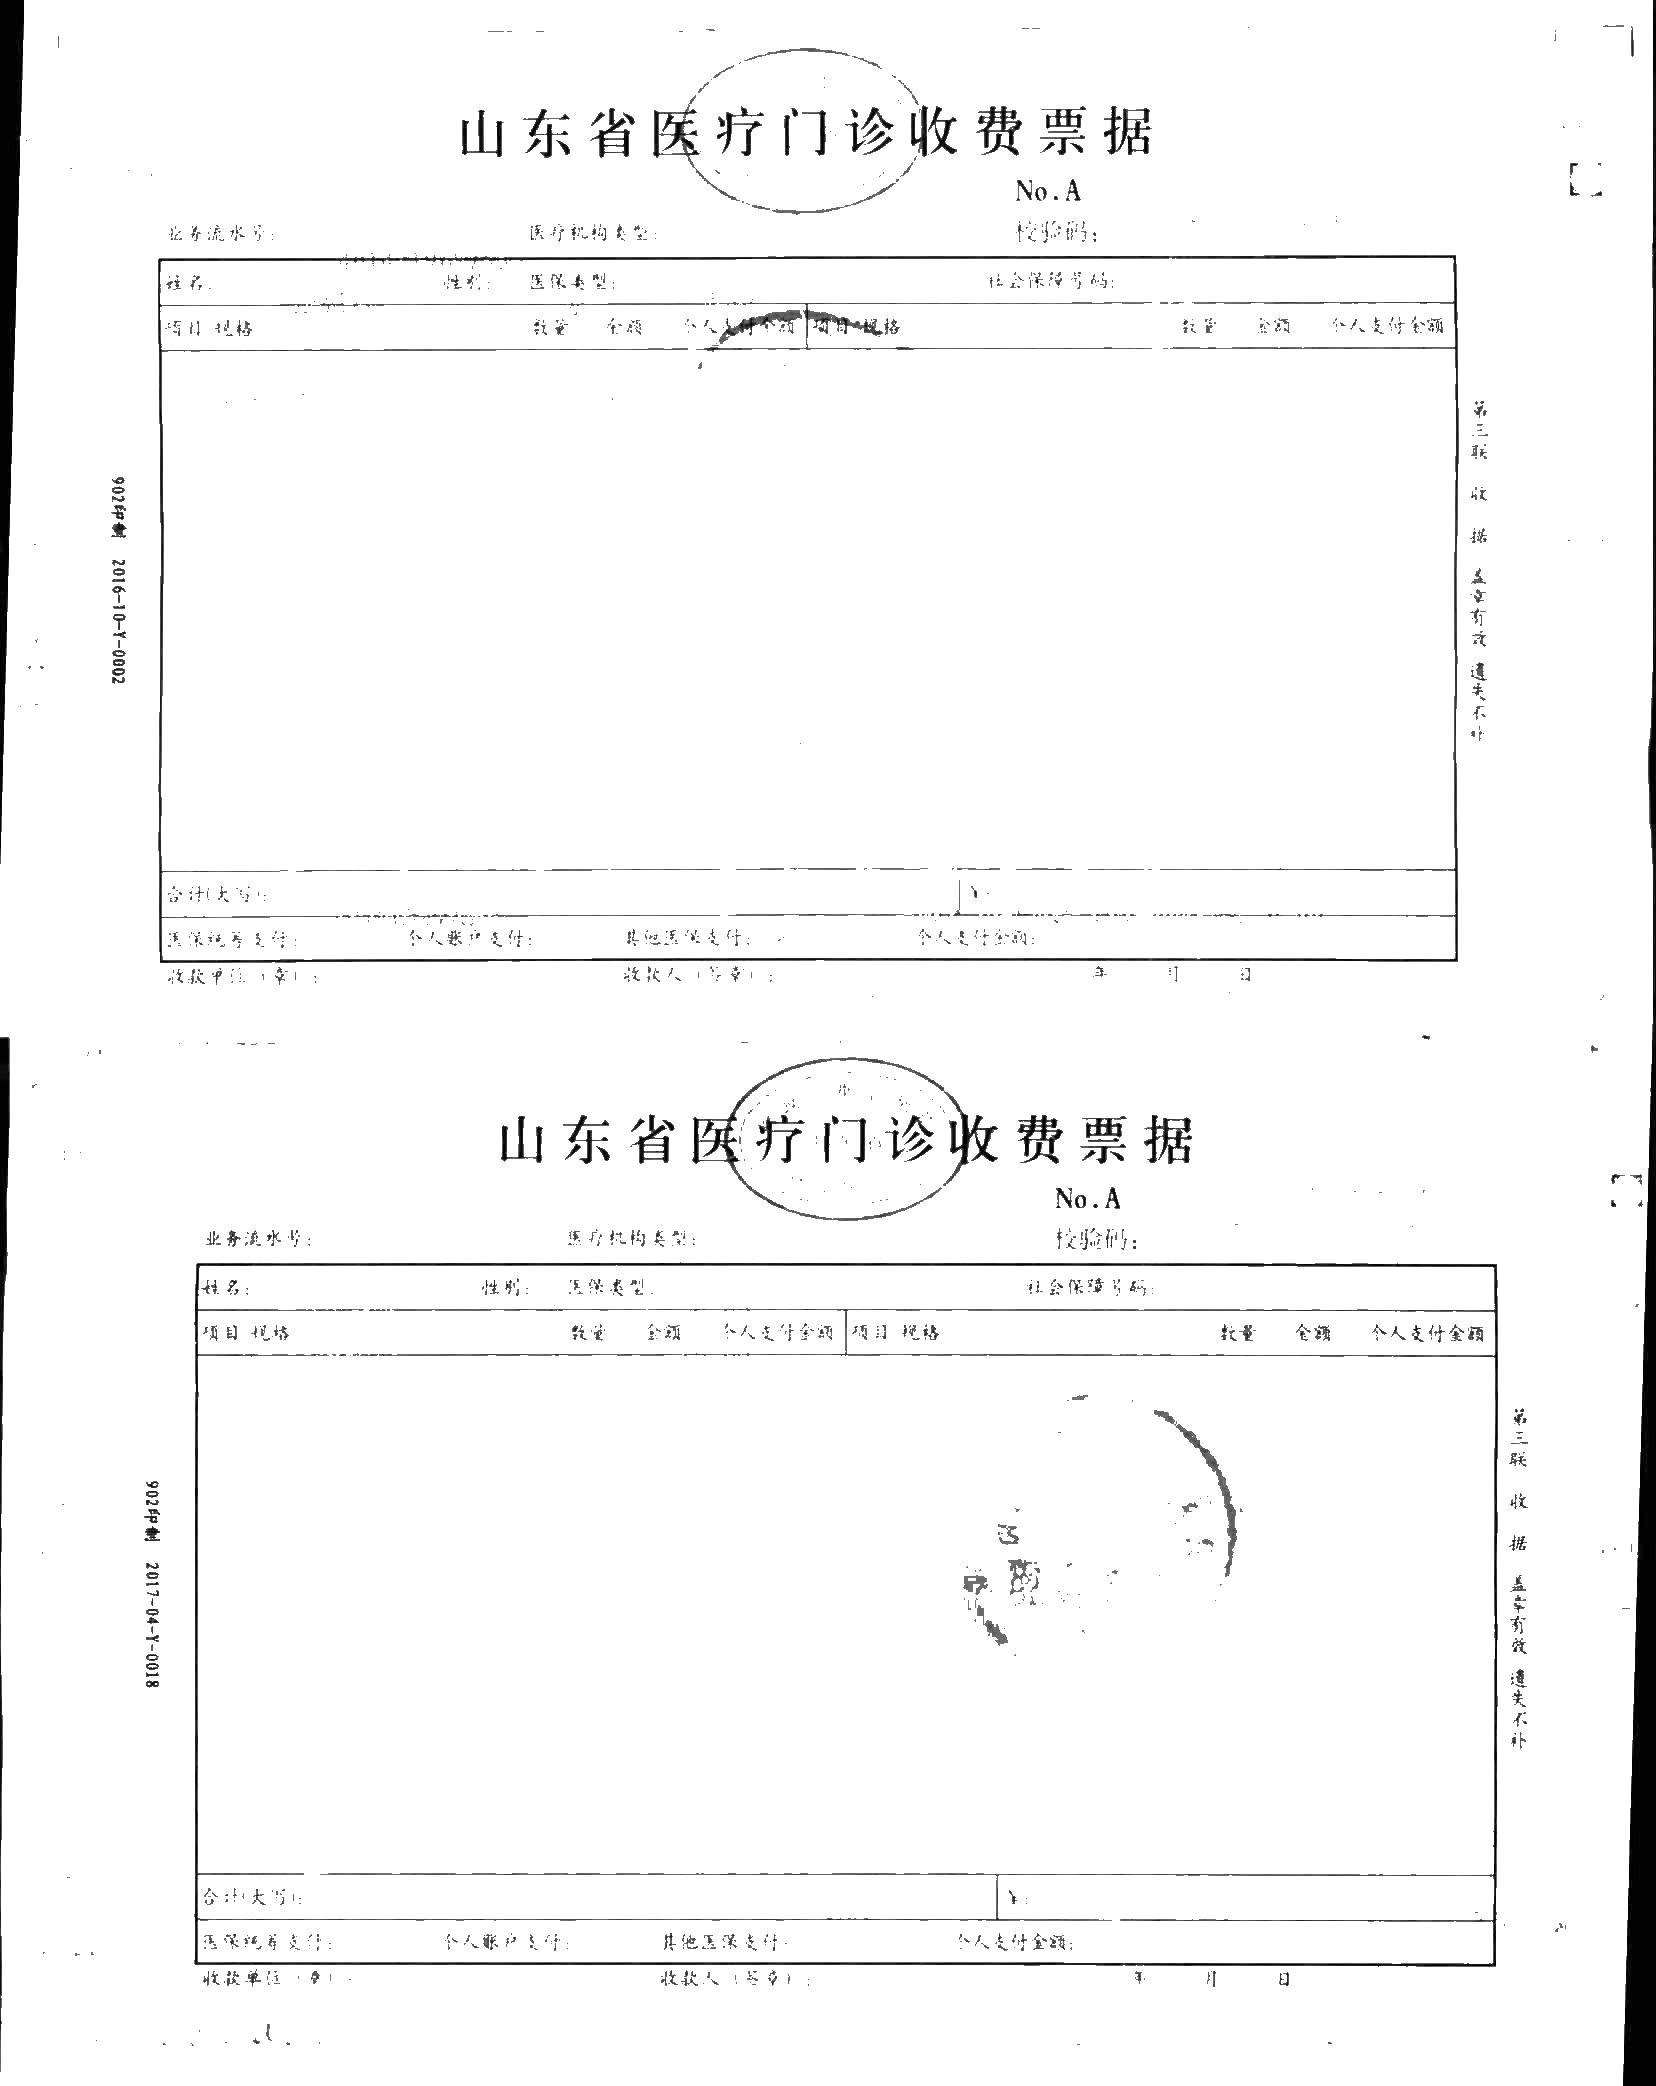 山东省医疗门诊收费票据
No.A
业务流水号： 医疗机构类型： 校验码：
姓名： 性别： 医保类型： 社会保障号码：
项目 规格 数量 金额 个人支付金额 项目 规格 数量 金额 个人支付金额
合计(大写)： ￥：
医保统筹支付： 个人账户支付： 其他医保支付： 个人支付金额：
收款单位（章）： 收款人（签章）： 年 月 日
902印制 2016-10-Y-0002
第三联 收据 盖章有效 遗失不补
山东省医疗门诊收费票据
No.A
业务流水号： 医疗机构类型： 校验码：
姓名： 性别： 医保类型： 社会保障号码：
项目 规格 数量 金额 个人支付金额 项目 规格 数量 金额 个人支付金额
合计(大写)： ￥：
医保统筹支付： 个人账户支付： 其他医保支付： 个人支付金额：
收款单位（章）： 收款人（签章）： 年 月 日
902印制 2017-04-Y-0018
第三联 收据 盖章有效 遗失不补